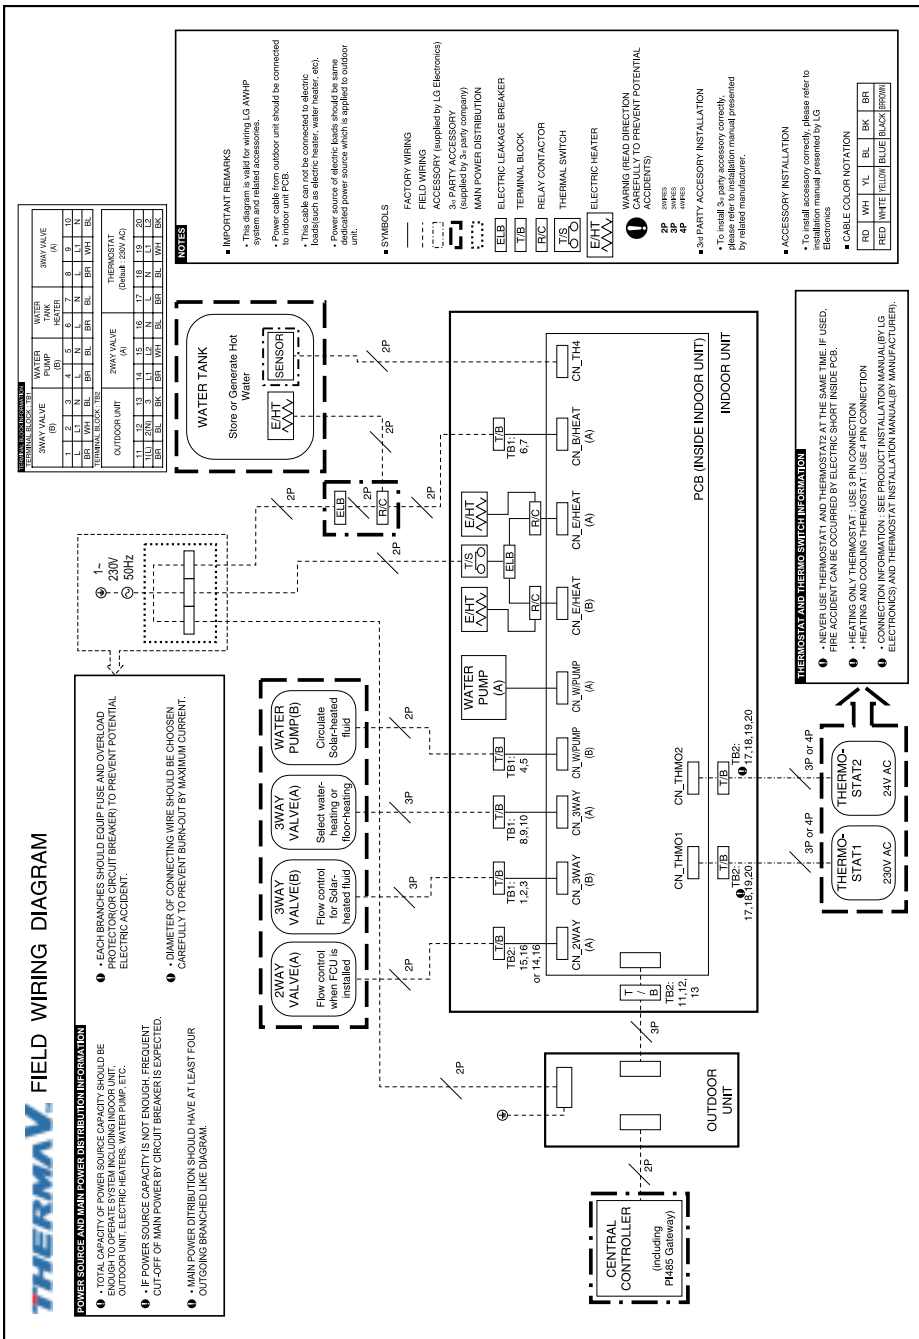 THERMAV. FIELD WIRING DIAGRAM
POWER SOURCE AND MAIN POWER DISTRIBUTION INFORMATION
• TOTAL CAPACITY OF POWER SOURCE CAPACITY SHOULD BE
ENOUGH TO OPERATE SYSTEM INCLUDING INDOOR UNIT,
OUTDOOR UNIT, ELECTRIC HEATERS, WATER PUMP, ETC.
• IF POWER SOURCE CAPACITY IS NOT ENOUGH, FREQUENT
CUT-OFF OF MAIN POWER BY CIRCUIT BREAKER IS EXPECTED.
• MAIN POWER DITRIBUTION SHOULD HAVE AT LEAST FOUR
OUTGOING BRANCHED LIKE DIAGRAM.
• EACH BRANCHES SHOULD EQUIP FUSE AND OVERLOAD
PROTECTOR(OR CIRCUIT BREAKER) TO PREVENT POTENTIAL
ELECTRIC ACCIDENT.
• DIAMETER OF CONNECTING WIRE SHOULD BE CHOOSEN
CAREFULLY TO PREVENT BURN-OUT BY MAXIMUM CURRENT.
1~
230V
50Hz
TERMINAL BLOCK INFORMATION
TERMINAL BLOCK : TB1
3WAY VALVE (B) WATER PUMP (B) WATER TANK HEATER 3WAY VALVE (A)
1 2 3 4 5 6 7 8 9 10
L L1 N L N L N L L1 N
BR WH BL BR BL BR BL BR WH BL
TERMINAL BLOCK : TB2
OUTDOOR UNIT 2WAY VALVE (A) THERMOSTAT (Default : 230V AC)
11 12 13 14 15 16 17 18 19 20
1(L) 2(N) 3 L1 L2 N L N L1 L2
BR BL BK BR WH BL BR BL WH BK
NOTES
▪ IMPORTANT REMARKS
• This diagram is valid for wiring LG AWHP
system and related accessories.
• Power cable from outdoor unit should be connected
to indoor unit PCB.
• This cable can not be connected to electric
loads(such as electric heater, water heater, etc).
• Power source of electric loads should be same
dedicated power source which is applied to outdoor
unit.
▪ SYMBOLS
FACTORY WIRING
FIELD WIRING
ACCESSORY (supplied by LG Electronics)
3rd PARTY ACCESSORY
(supplied by 3rd party company)
MAIN POWER DISTRIBUTION
ELB ELECTRIC LEAKAGE BREAKER
T/B TERMINAL BLOCK
R/C RELAY CONTACTOR
T/S THERMAL SWITCH
E/HT ELECTRIC HEATER
WARNIG (READ DIRECTION
CAREFULLY TO PREVENT POTENTIAL
ACCIDENTS)
2P 2WIRES
3P 3WIRES
4P 4WIRES
▪ 3rd PARTY ACCESORY INSTALLATION
• To install 3rd party accessory correctly,
please refer to installation manual presented
by related manufacturer.
▪ ACCESSORY INSTALLATION
• To install accessory correctly, please refer to
installation manual presented by LG
Electronics
▪ CABLE COLOR NOTATION
RD WH YL BL BK BR
RED WHITE YELLOW BLUE BLACK BRROWN
WATER TANK
Store or Generate Hot
Water
E/HT
SENSOR
2P
2P
2P
ELB
2P
R/C
2P
2P
2WAY
VALVE(A)
Flow control
when FCU is
installed
3WAY
VALVE(B)
Flow control
for Solar-
heated fluid
3WAY
VALVE(A)
Select water-
heating or
floor-heating
WATER
PUMP(B)
Circulate
Solar-heated
fluid
2P
3P
3P
2P
T/B
TB2:
15,16
or 14,16
CN_2WAY
(A)
T/B
TB1:
1,2,3
CN_3WAY
(B)
T/B
TB1:
8,9,10
CN_3WAY
(A)
T/B
TB1:
4,5
CN_W/PUMP
(B)
WATER
PUMP
(A)
CN_W/PUMP
(A)
E/HT
T/S
E/HT
ELB
R/C
R/C
CN_E/HEAT
(B)
CN_E/HEAT
(A)
T/B
TB1:
6,7
CN_B/HEAT
(A)
CN_TH4
PCB (INSIDE INDOOR UNIT)
INDOOR UNIT
T / B
TB2:
11,12,
13
CN_THMO1
T/B
TB2:
17,18,19,20
CN_THMO2
T/B
TB2:
17,18,19,20
2P
3P
OUTDOOR
UNIT
2P
CENTRAL
CONTROLLER
(including
PI485 Gateway)
3P or 4P
3P or 4P
THERMO-
STAT1
230V AC
THERMO-
STAT2
24V AC
THERMOSTAT AND THERMO SWITCH INFORMATION
• NEVER USE THERMOSTAT1 AND THERMOSTAT2 AT THE SAME TIME. IF USED,
FIRE ACCIDENT CAN BE OCCURRED BY ELECTRIC SHORT INSIDE PCB.
• HEATING ONLY THERMOSTAT : USE 3 PIN CONNECTION
• HEATING AND COOLING THERMOSTAT : USE 4 PIN CONNECTION
• CONNECTION INFORMATION : SEE PRODUCT INSTALLATION MANUAL(BY LG
ELECTRONICS) AND THERMOSTAT INSTALLATION MANUAL(BY MANUFACTURER).